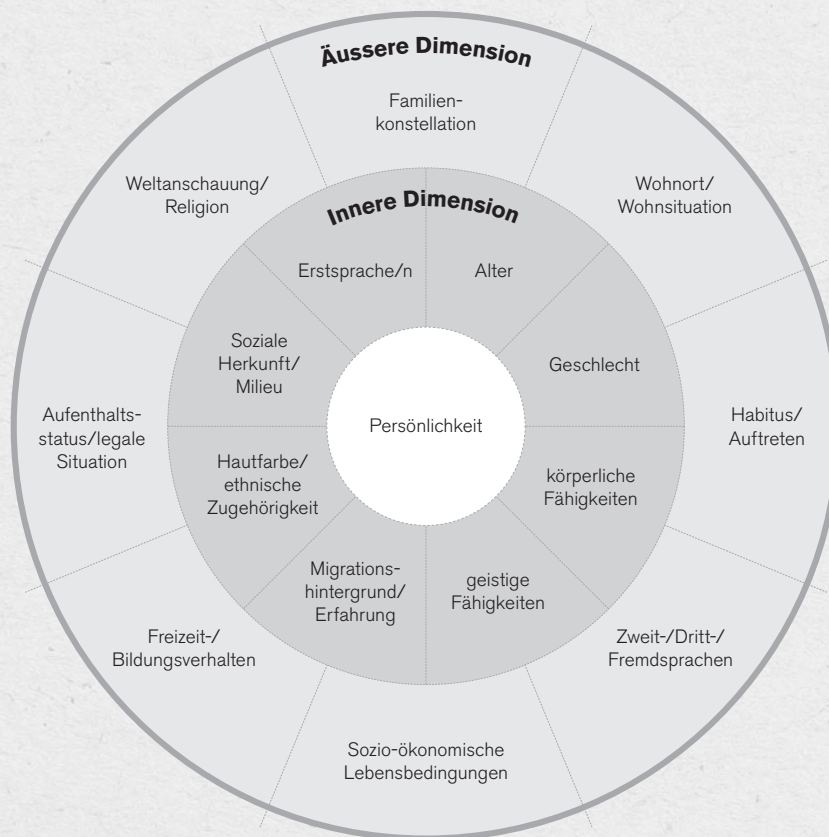 Äussere Dimension
Familien-
konstellation
Weltanschauung/
Religion
Wohnort/
Wohnsituation
Innere Dimension
Erstsprache/n
Alter
Soziale
Herkunft/
Milieu
Geschlecht
Aufenthalts-
status/legale
Situation
Persönlichkeit
Habitus/
Auftreten
Hautfarbe/
ethnische
Zugehörigkeit
körperliche
Fähigkeiten
Migrations-
hintergrund/
Erfahrung
geistige
Fähigkeiten
Freizeit-/
Bildungsverhalten
Zweit-/Dritt-/
Fremdsprachen
Sozio-ökonomische
Lebensbedingungen